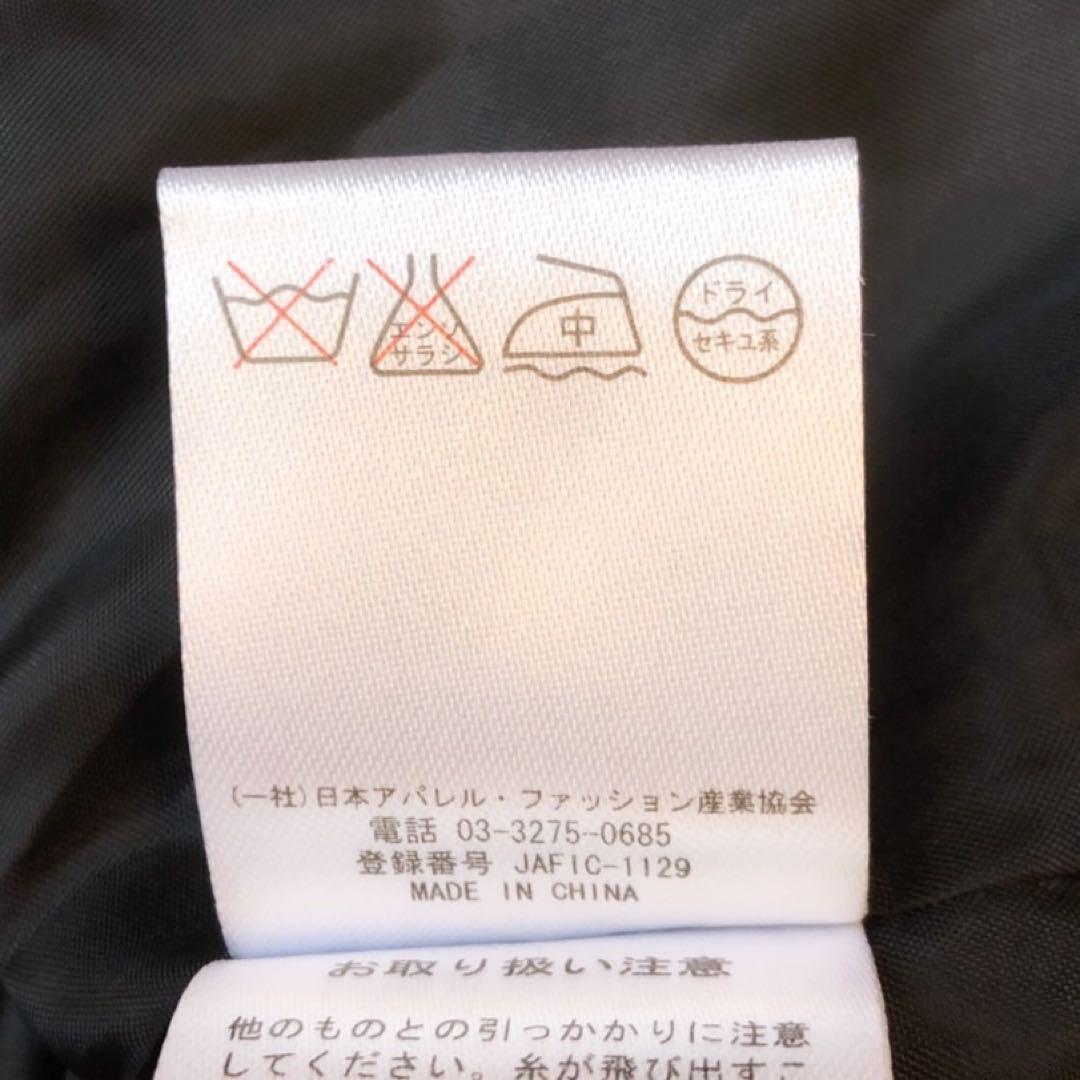 エンソ
サラシ
中
ドライ
セキユ系
(一社)日本アパレル・ファッション産業協会
電話 03-3275-0685
登録番号 JAFIC-1129
MADE IN CHINA
お取り扱い注意
他のものとの引っかかりに注意
してください。糸が飛び出すこ